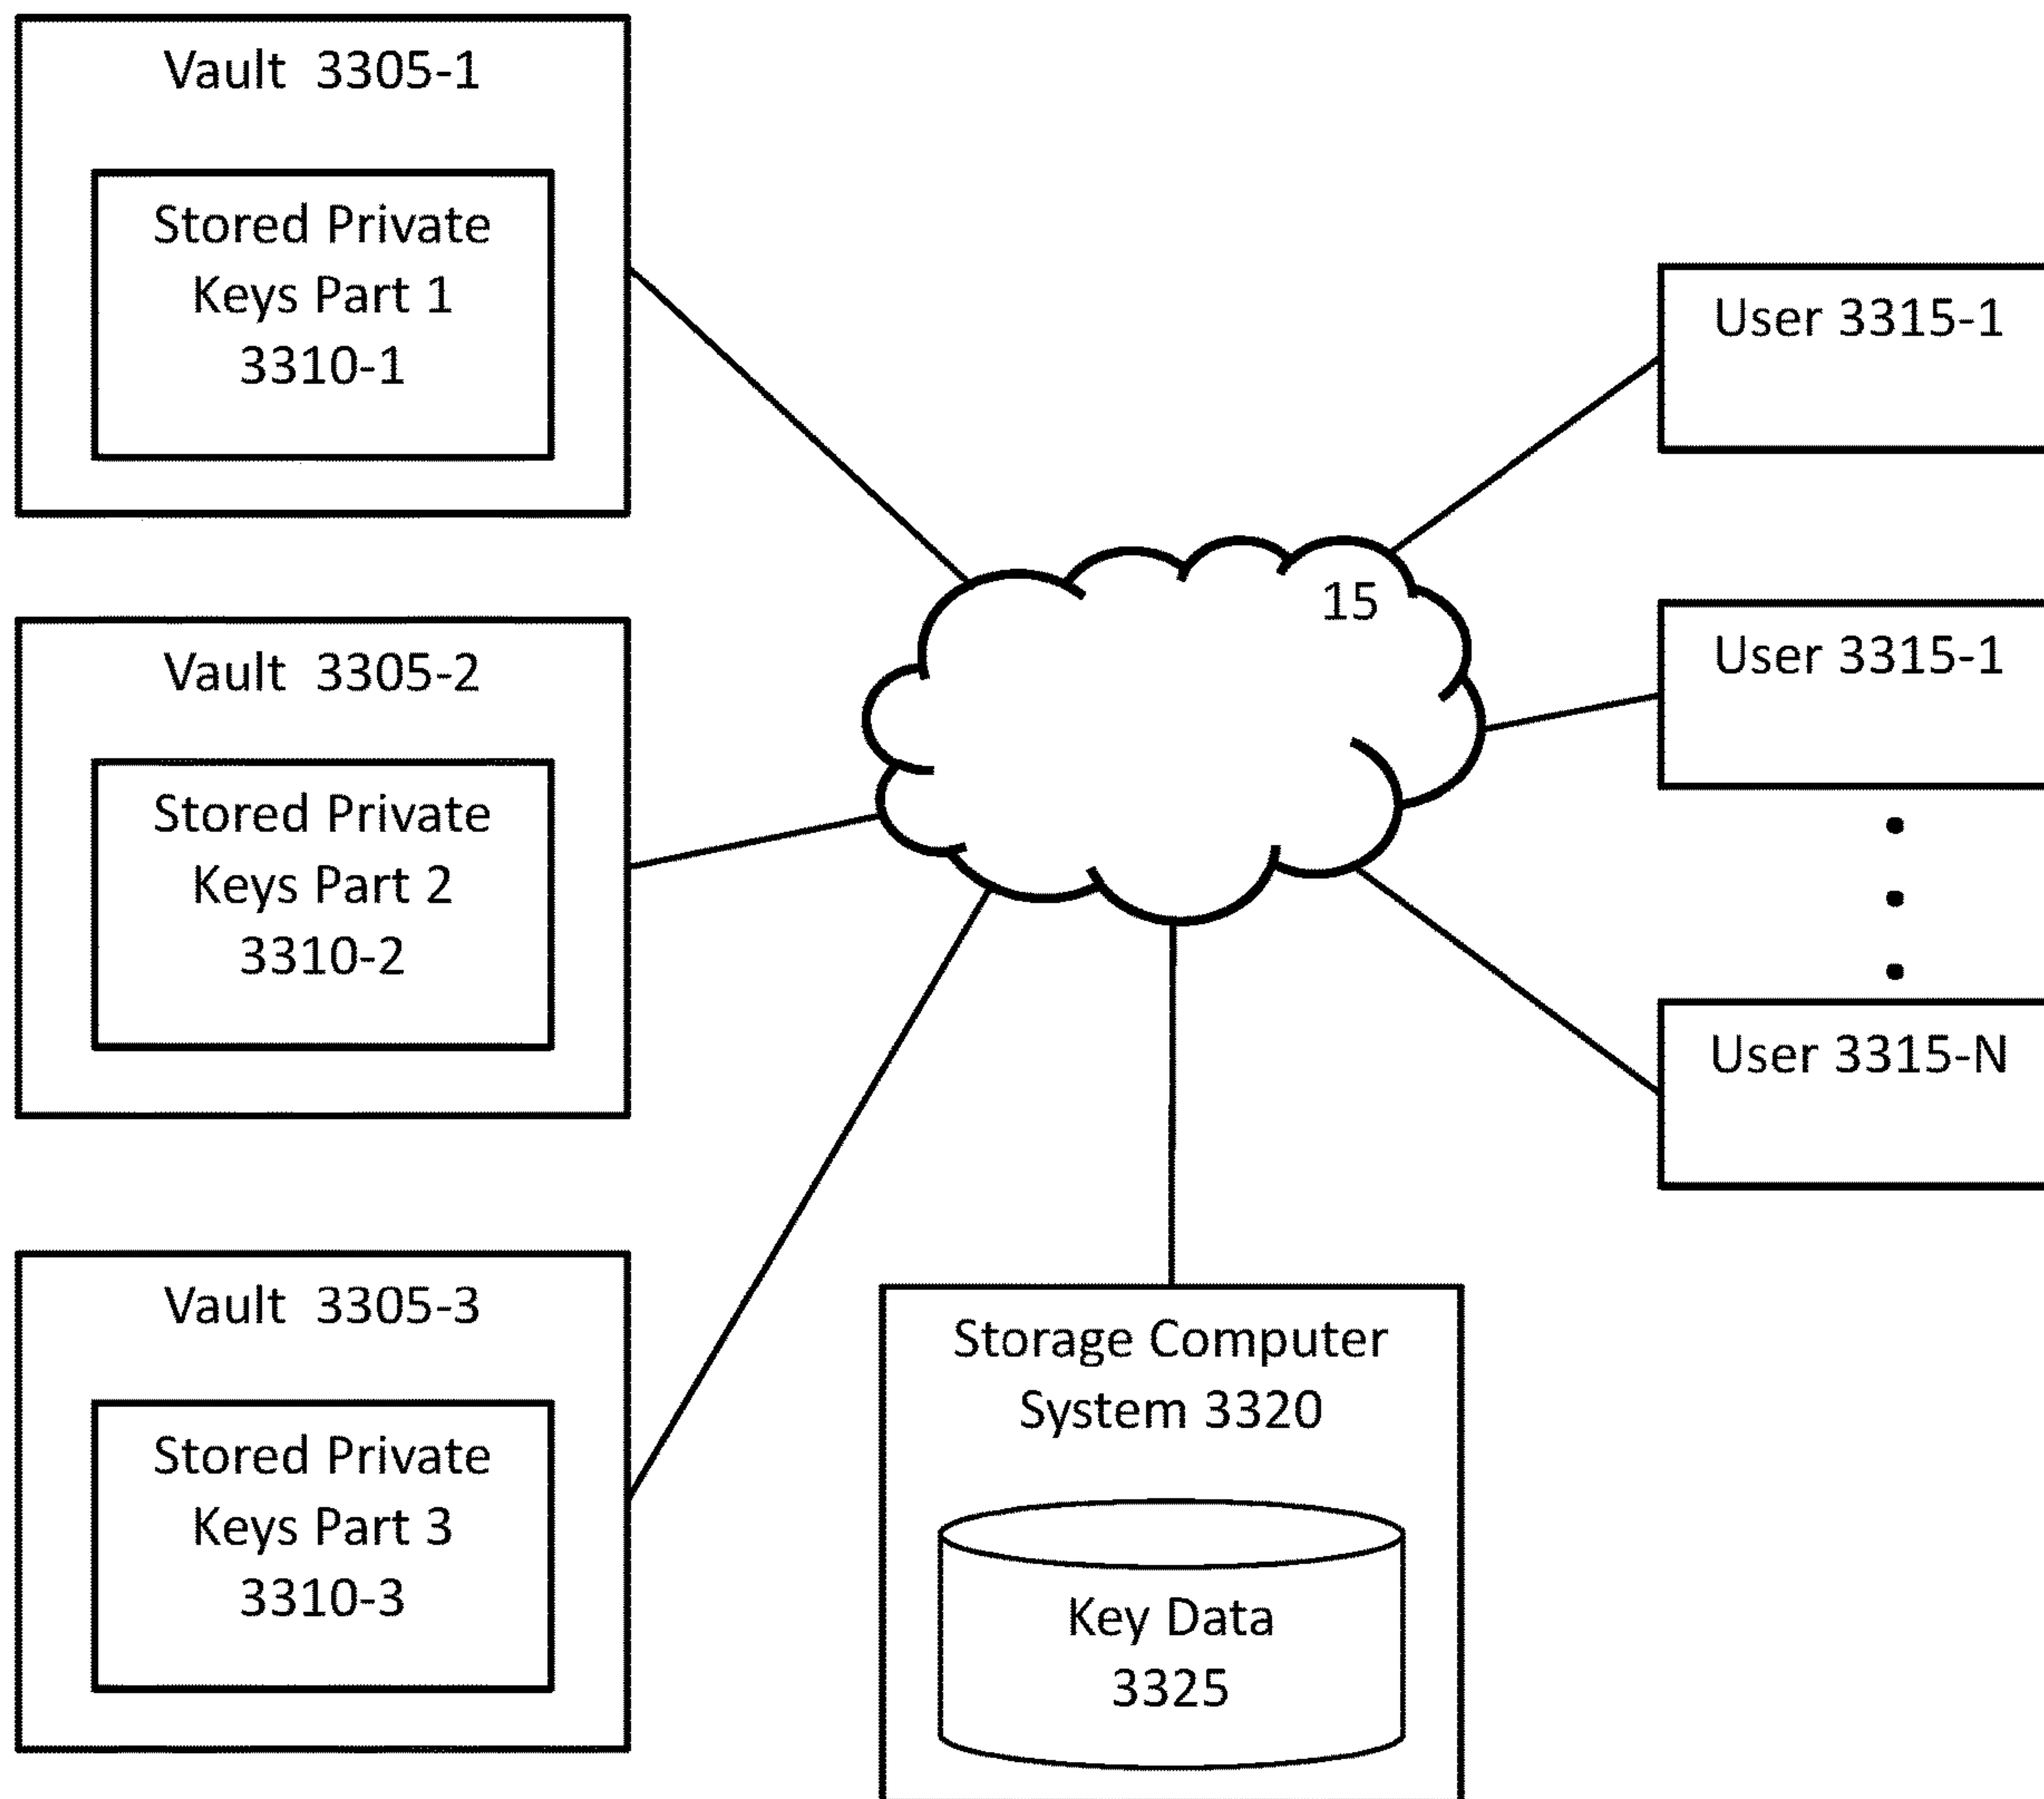 Vault 3305-1
Stored Private
Keys Part 1
3310-1
Vault 3305-2
Stored Private
Keys Part 2
3310-2
Vault 3305-3
Stored Private
Keys Part 3
3310-3
15
User 3315-1
User 3315-1
User 3315-N
Storage Computer
System 3320
Key Data
3325